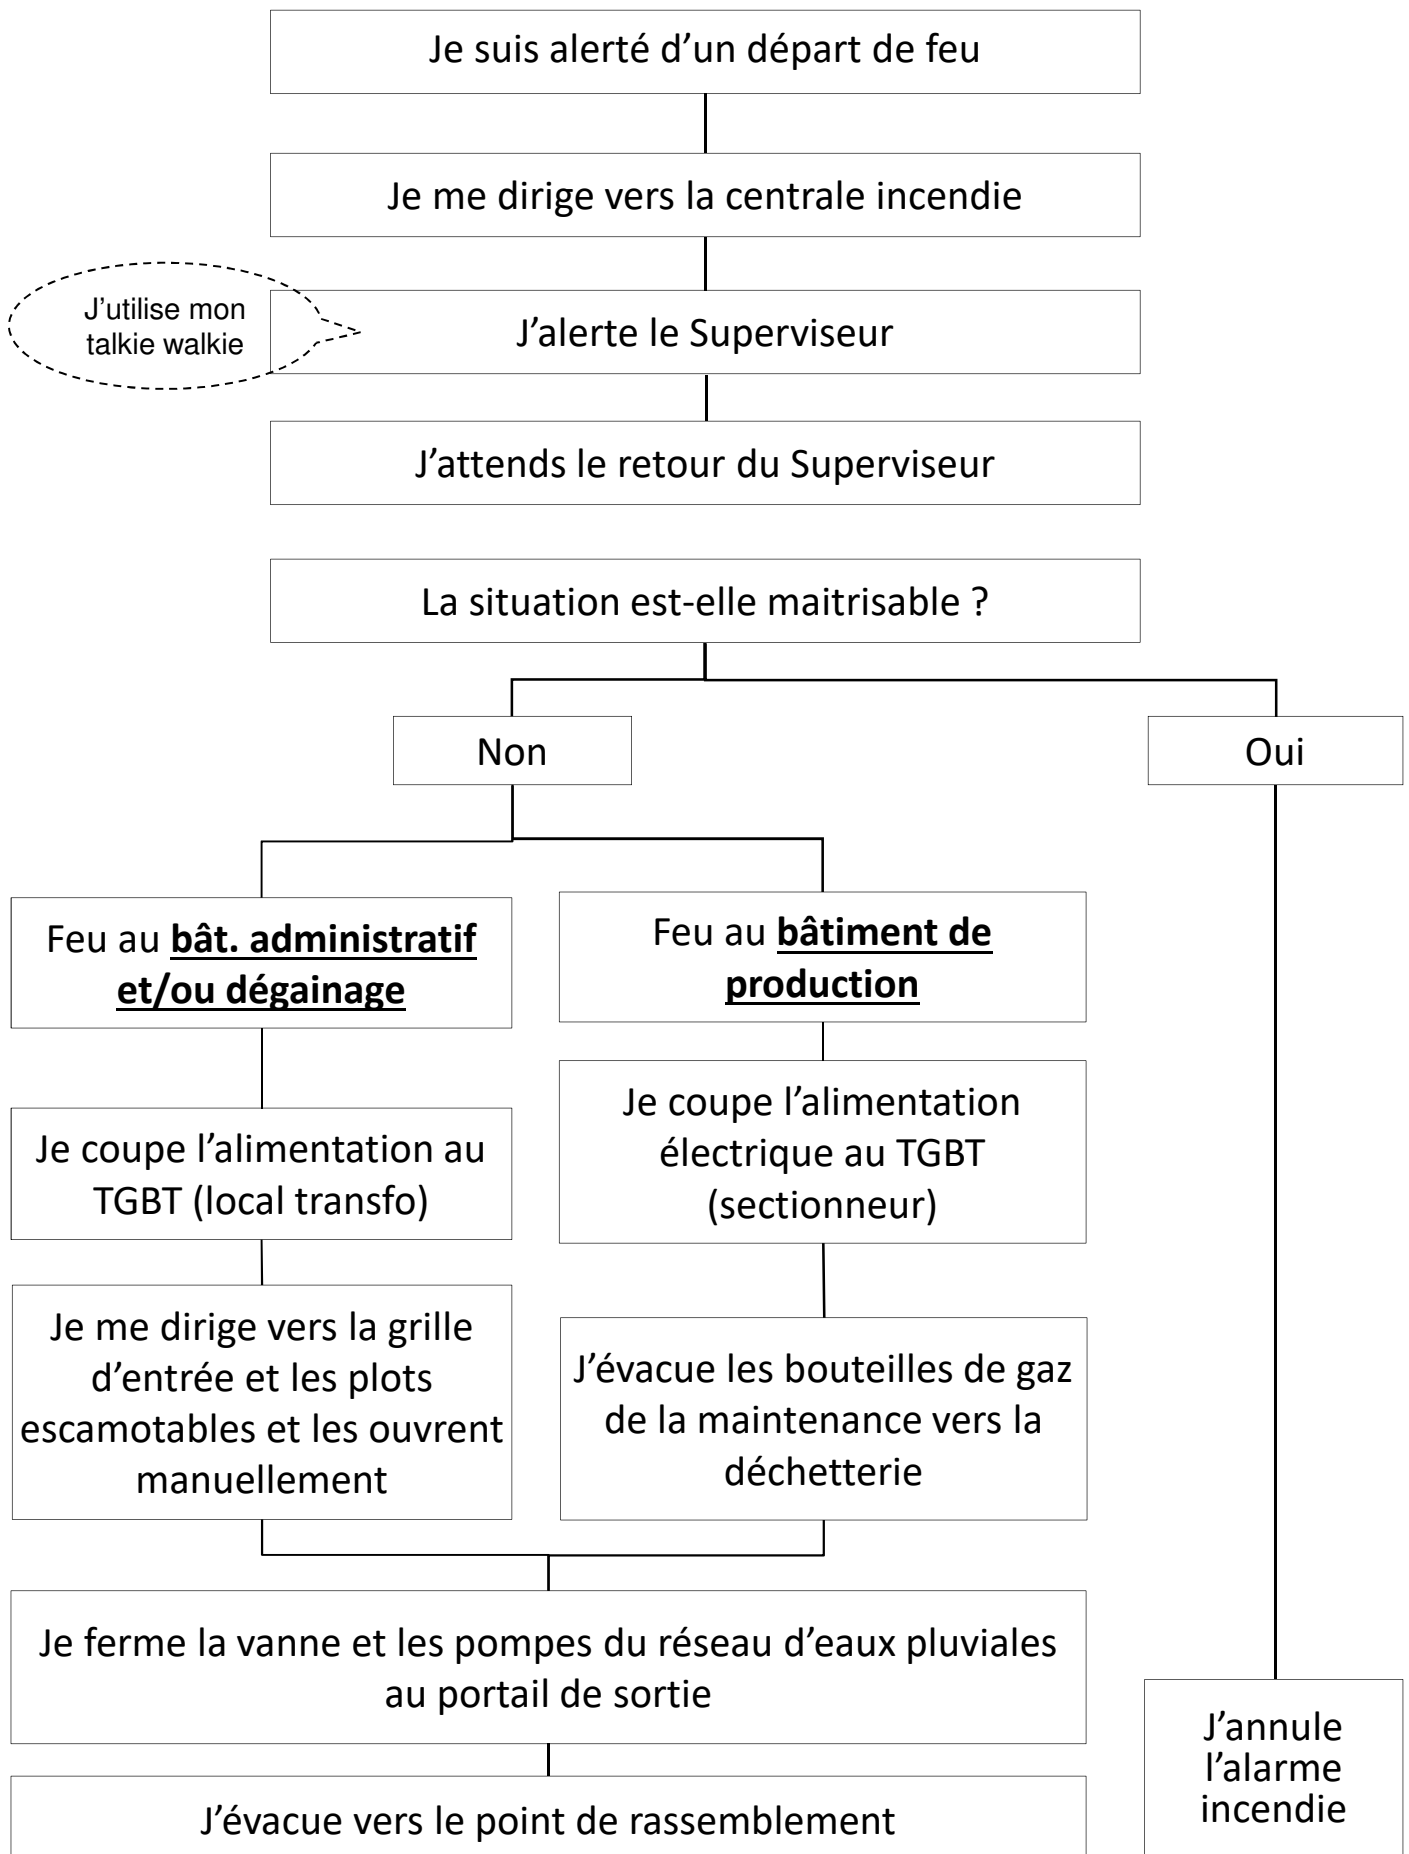 Je suis alerté d’un départ de feu
Je me dirige vers la centrale incendie
J’utilise mon
talkie walkie
J’alerte le Superviseur
J’attends le retour du Superviseur
La situation est-elle maitrisable ?
Non
Oui
Feu au bât. administratif
et/ou dégainage
Feu au bâtiment de
production
Je coupe l’alimentation au
TGBT (local transfo)
Je coupe l’alimentation
électrique au TGBT
(sectionneur)
Je me dirige vers la grille
d’entrée et les plots
escamotables et les ouvrent
manuellement
J’évacue les bouteilles de gaz
de la maintenance vers la
déchetterie
Je ferme la vanne et les pompes du réseau d’eaux pluviales
au portail de sortie
J’évacue vers le point de rassemblement
J’annule
l’alarme
incendie